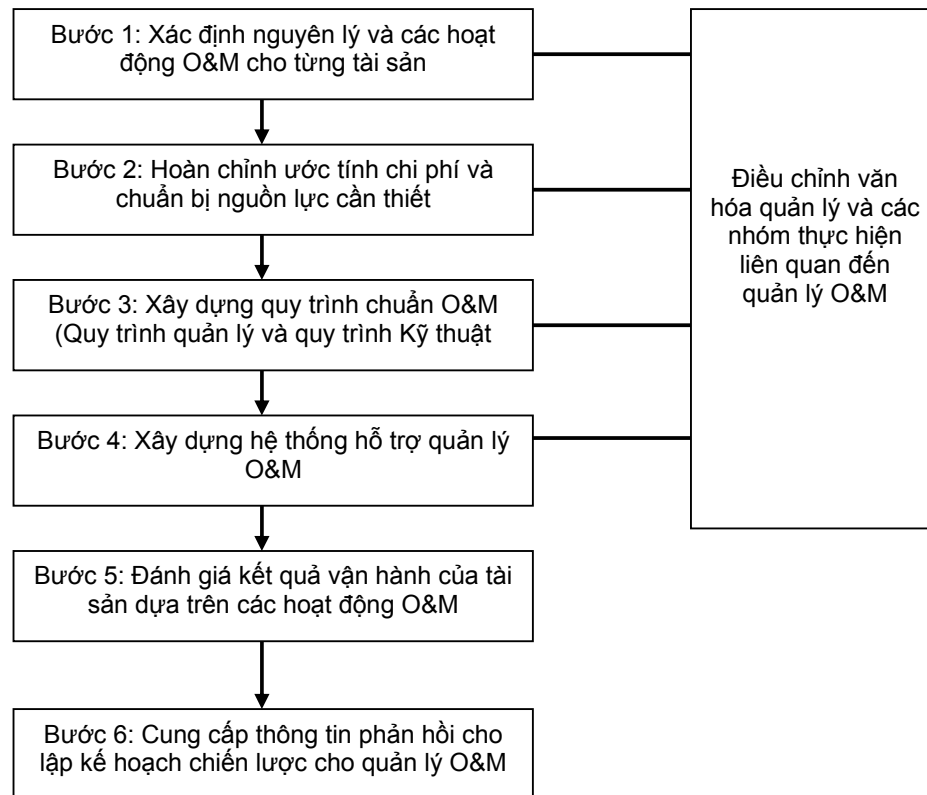 Bước 1: Xác định nguyên lý và các hoạt
động O&M cho từng tài sản
Bước 2: Hoàn chỉnh ước tính chi phí và
chuẩn bị nguồn lực cần thiết
Bước 3: Xây dựng quy trình chuẩn O&M
(Quy trình quản lý và quy trình Kỹ thuật
Bước 4: Xây dựng hệ thống hỗ trợ quản lý
O&M
Bước 5: Đánh giá kết quả vận hành của tài
sản dựa trên các hoạt động O&M
Bước 6: Cung cấp thông tin phản hồi cho
lập kế hoạch chiến lược cho quản lý O&M
Điều chỉnh văn
hóa quản lý và các
nhóm thực hiện
liên quan đến
quản lý O&M